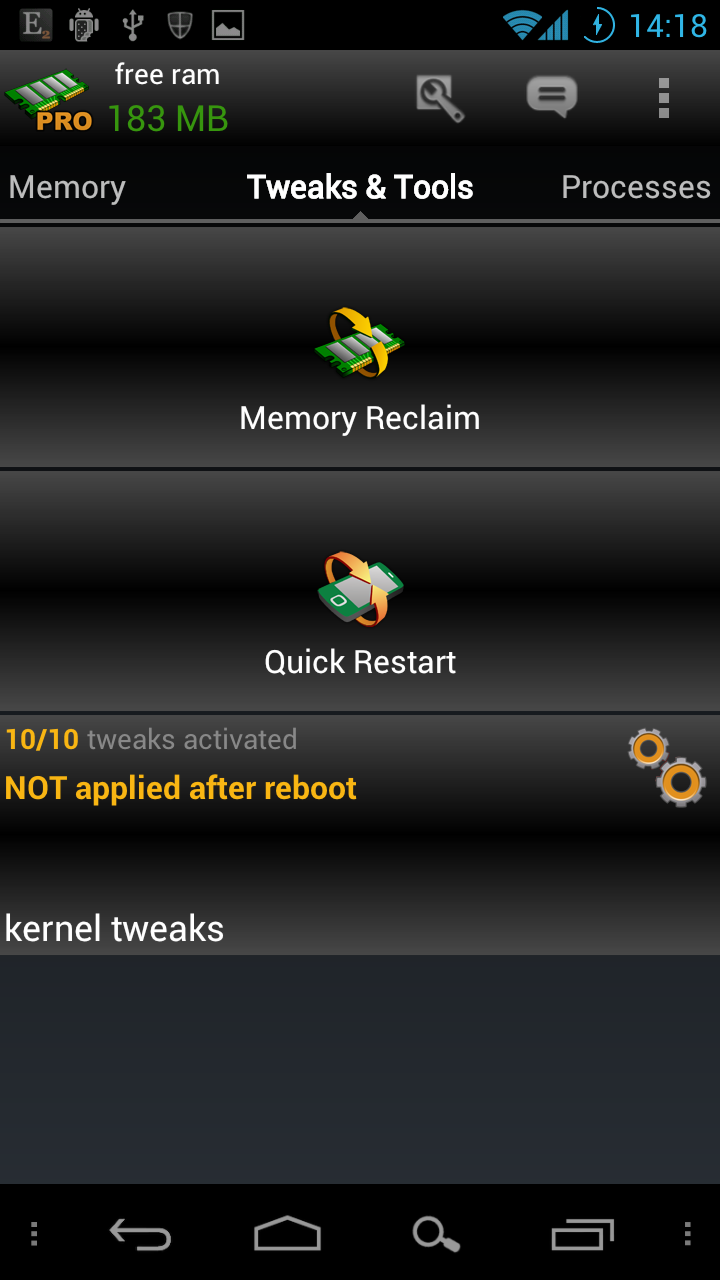 E2
14:18
free ram
PRO
183 MB
Memory
Tweaks & Tools
Processes
Memory Reclaim
Quick Restart
10/10 tweaks activated
NOT applied after reboot
kernel tweaks